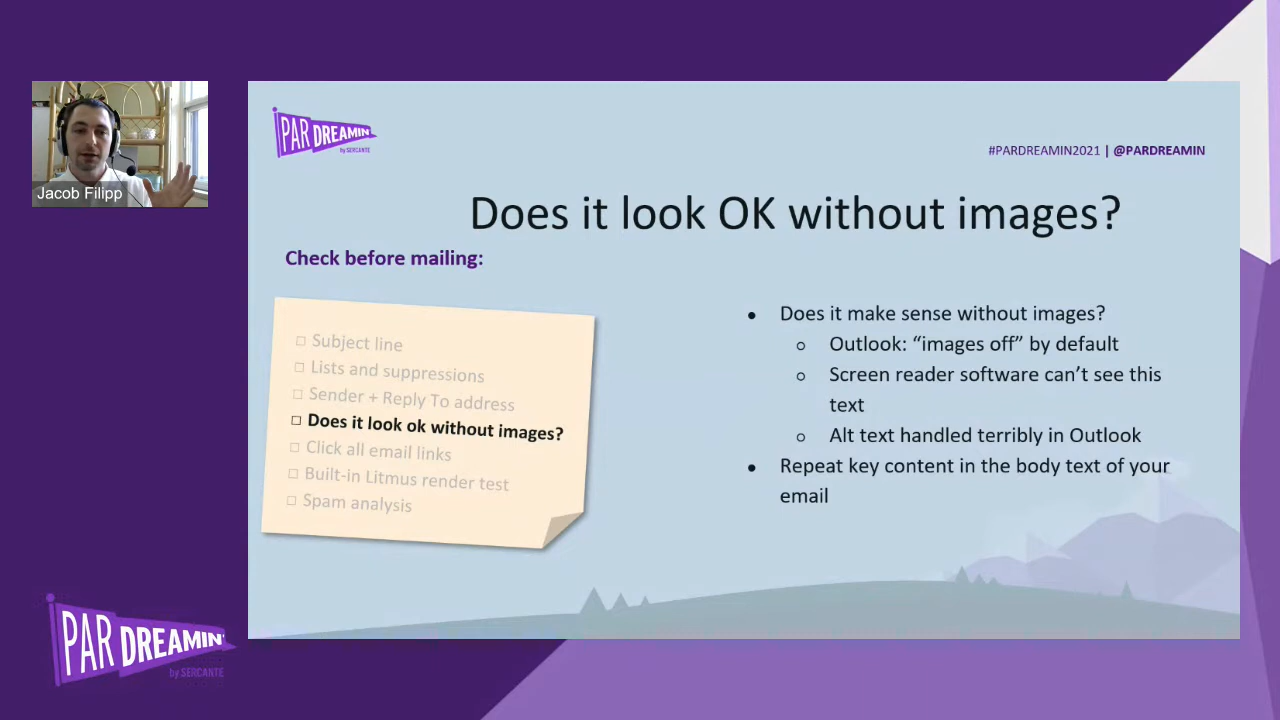 Jacob Filipp
PAR DREAMIN'
by SERCANTE
#PARDREAMIN2021 | @PARDREAMIN
Does it look OK without images?
Check before mailing:
□ Subject line
□ Lists and suppressions
□ Sender + Reply To address
□ Does it look ok without images?
□ Click all email links
□ Built-in Litmus render test
□ Spam analysis
● Does it make sense without images?
○ Outlook: “images off” by default
○ Screen reader software can’t see this
text
○ Alt text handled terribly in Outlook
● Repeat key content in the body text of your
email
PAR DREAMIN'
by SERCANTE